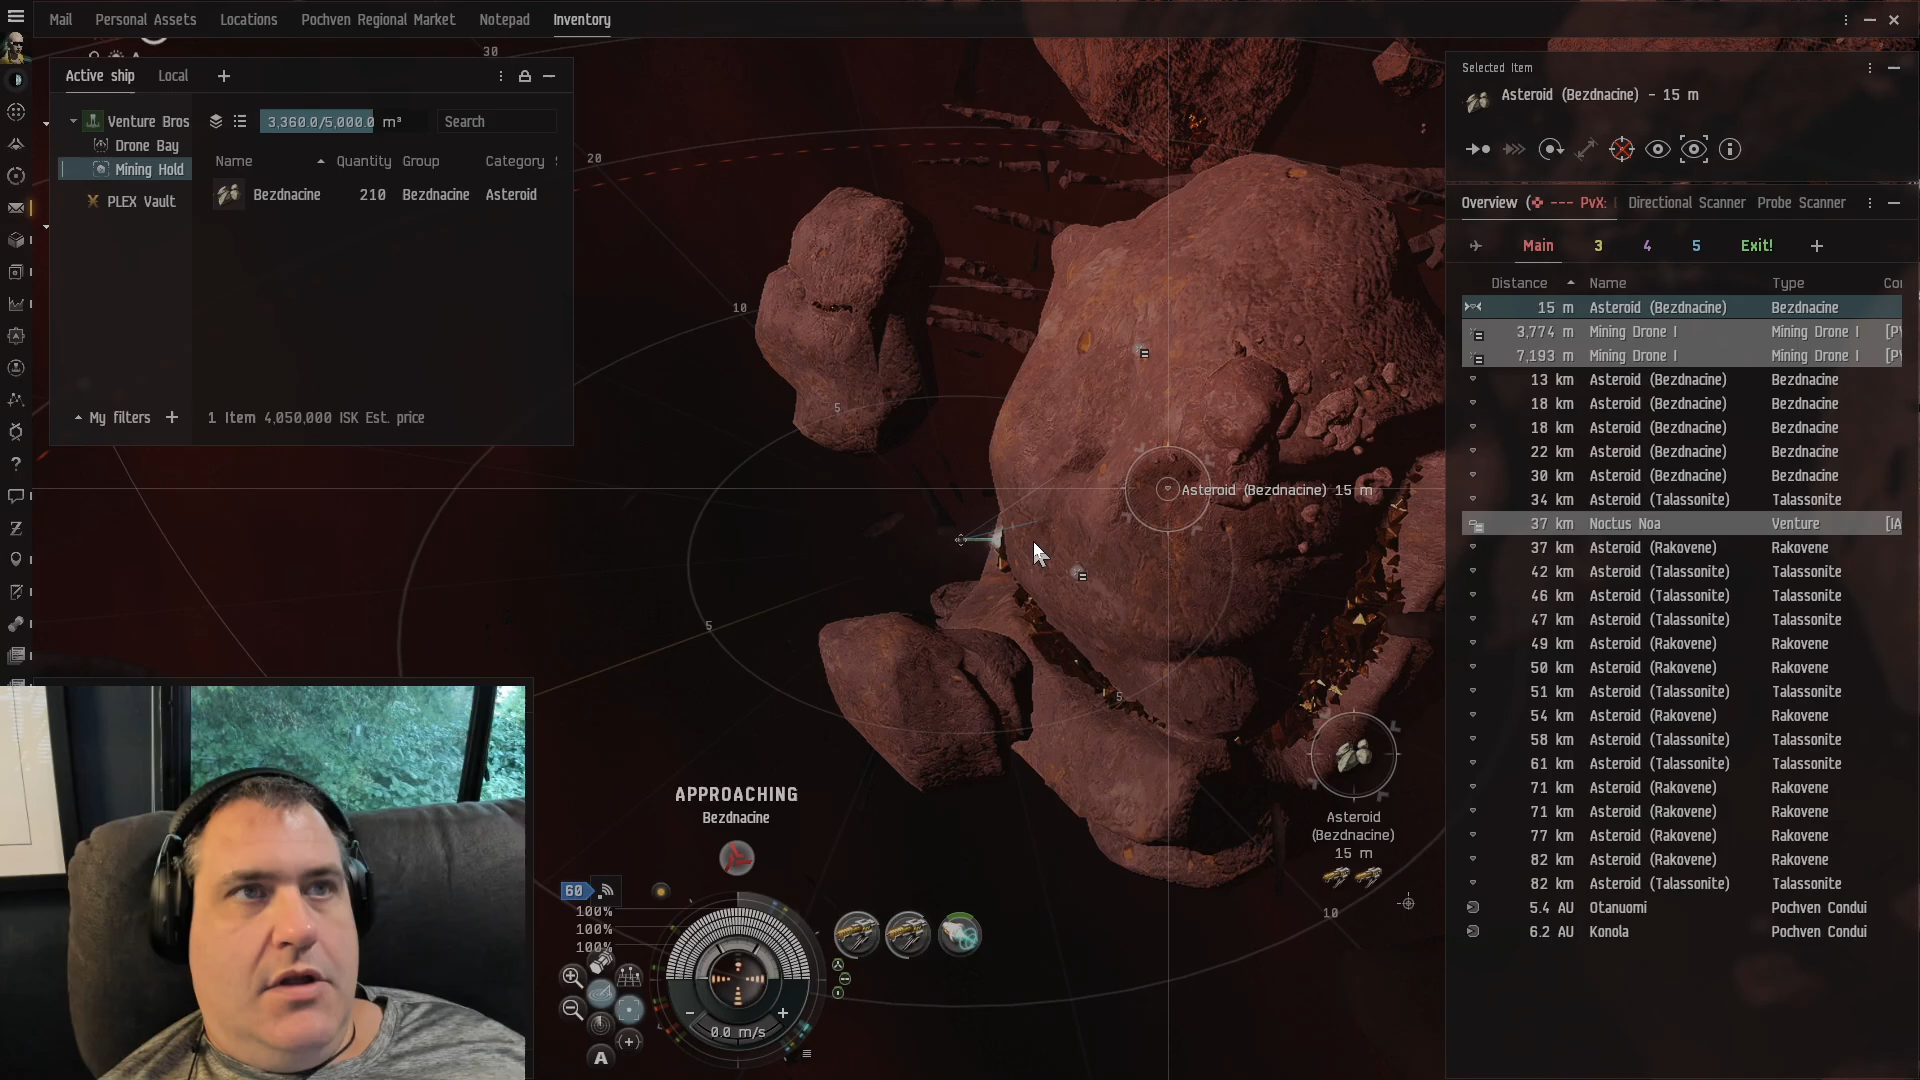 Mail Personal Assets Locations Pochven Regional Market Notepad Inventory
Active ship Local
Venture Bros
Drone Bay
Mining Hold
PLEX Vault
My filters
3,360.0/5,000.0 m³ Search
Name Quantity Group Category
Bezdnacine 210 Bezdnacine Asteroid
1 Item 4,050,000 ISK Est. price
30
20
10
5
5
5
10
Asteroid (Bezdnacine) 15 m
Asteroid
(Bezdnacine)
15 m
APPROACHING
Bezdnacine
60
100%
100%
100%
0.0 m/s
A
Selected Item
Asteroid (Bezdnacine) - 15 m
Overview ( --- PvX: Directional Scanner Probe Scanner
Main 3 4 5 Exit!
Distance Name Type
15 m Asteroid (Bezdnacine) Bezdnacine
3,774 m Mining Drone I Mining Drone I
7,193 m Mining Drone I Mining Drone I
13 km Asteroid (Bezdnacine) Bezdnacine
18 km Asteroid (Bezdnacine) Bezdnacine
18 km Asteroid (Bezdnacine) Bezdnacine
22 km Asteroid (Bezdnacine) Bezdnacine
30 km Asteroid (Bezdnacine) Bezdnacine
34 km Asteroid (Talassonite) Talassonite
37 km Noctus Noa Venture [IA
37 km Asteroid (Rakovene) Rakovene
42 km Asteroid (Talassonite) Talassonite
46 km Asteroid (Talassonite) Talassonite
47 km Asteroid (Talassonite) Talassonite
49 km Asteroid (Rakovene) Rakovene
50 km Asteroid (Rakovene) Rakovene
51 km Asteroid (Talassonite) Talassonite
54 km Asteroid (Rakovene) Rakovene
58 km Asteroid (Talassonite) Talassonite
61 km Asteroid (Talassonite) Talassonite
71 km Asteroid (Rakovene) Rakovene
71 km Asteroid (Rakovene) Rakovene
77 km Asteroid (Rakovene) Rakovene
82 km Asteroid (Rakovene) Rakovene
82 km Asteroid (Talassonite) Talassonite
5.4 AU Otanuomi Pochven Condui
6.2 AU Konola Pochven Condui